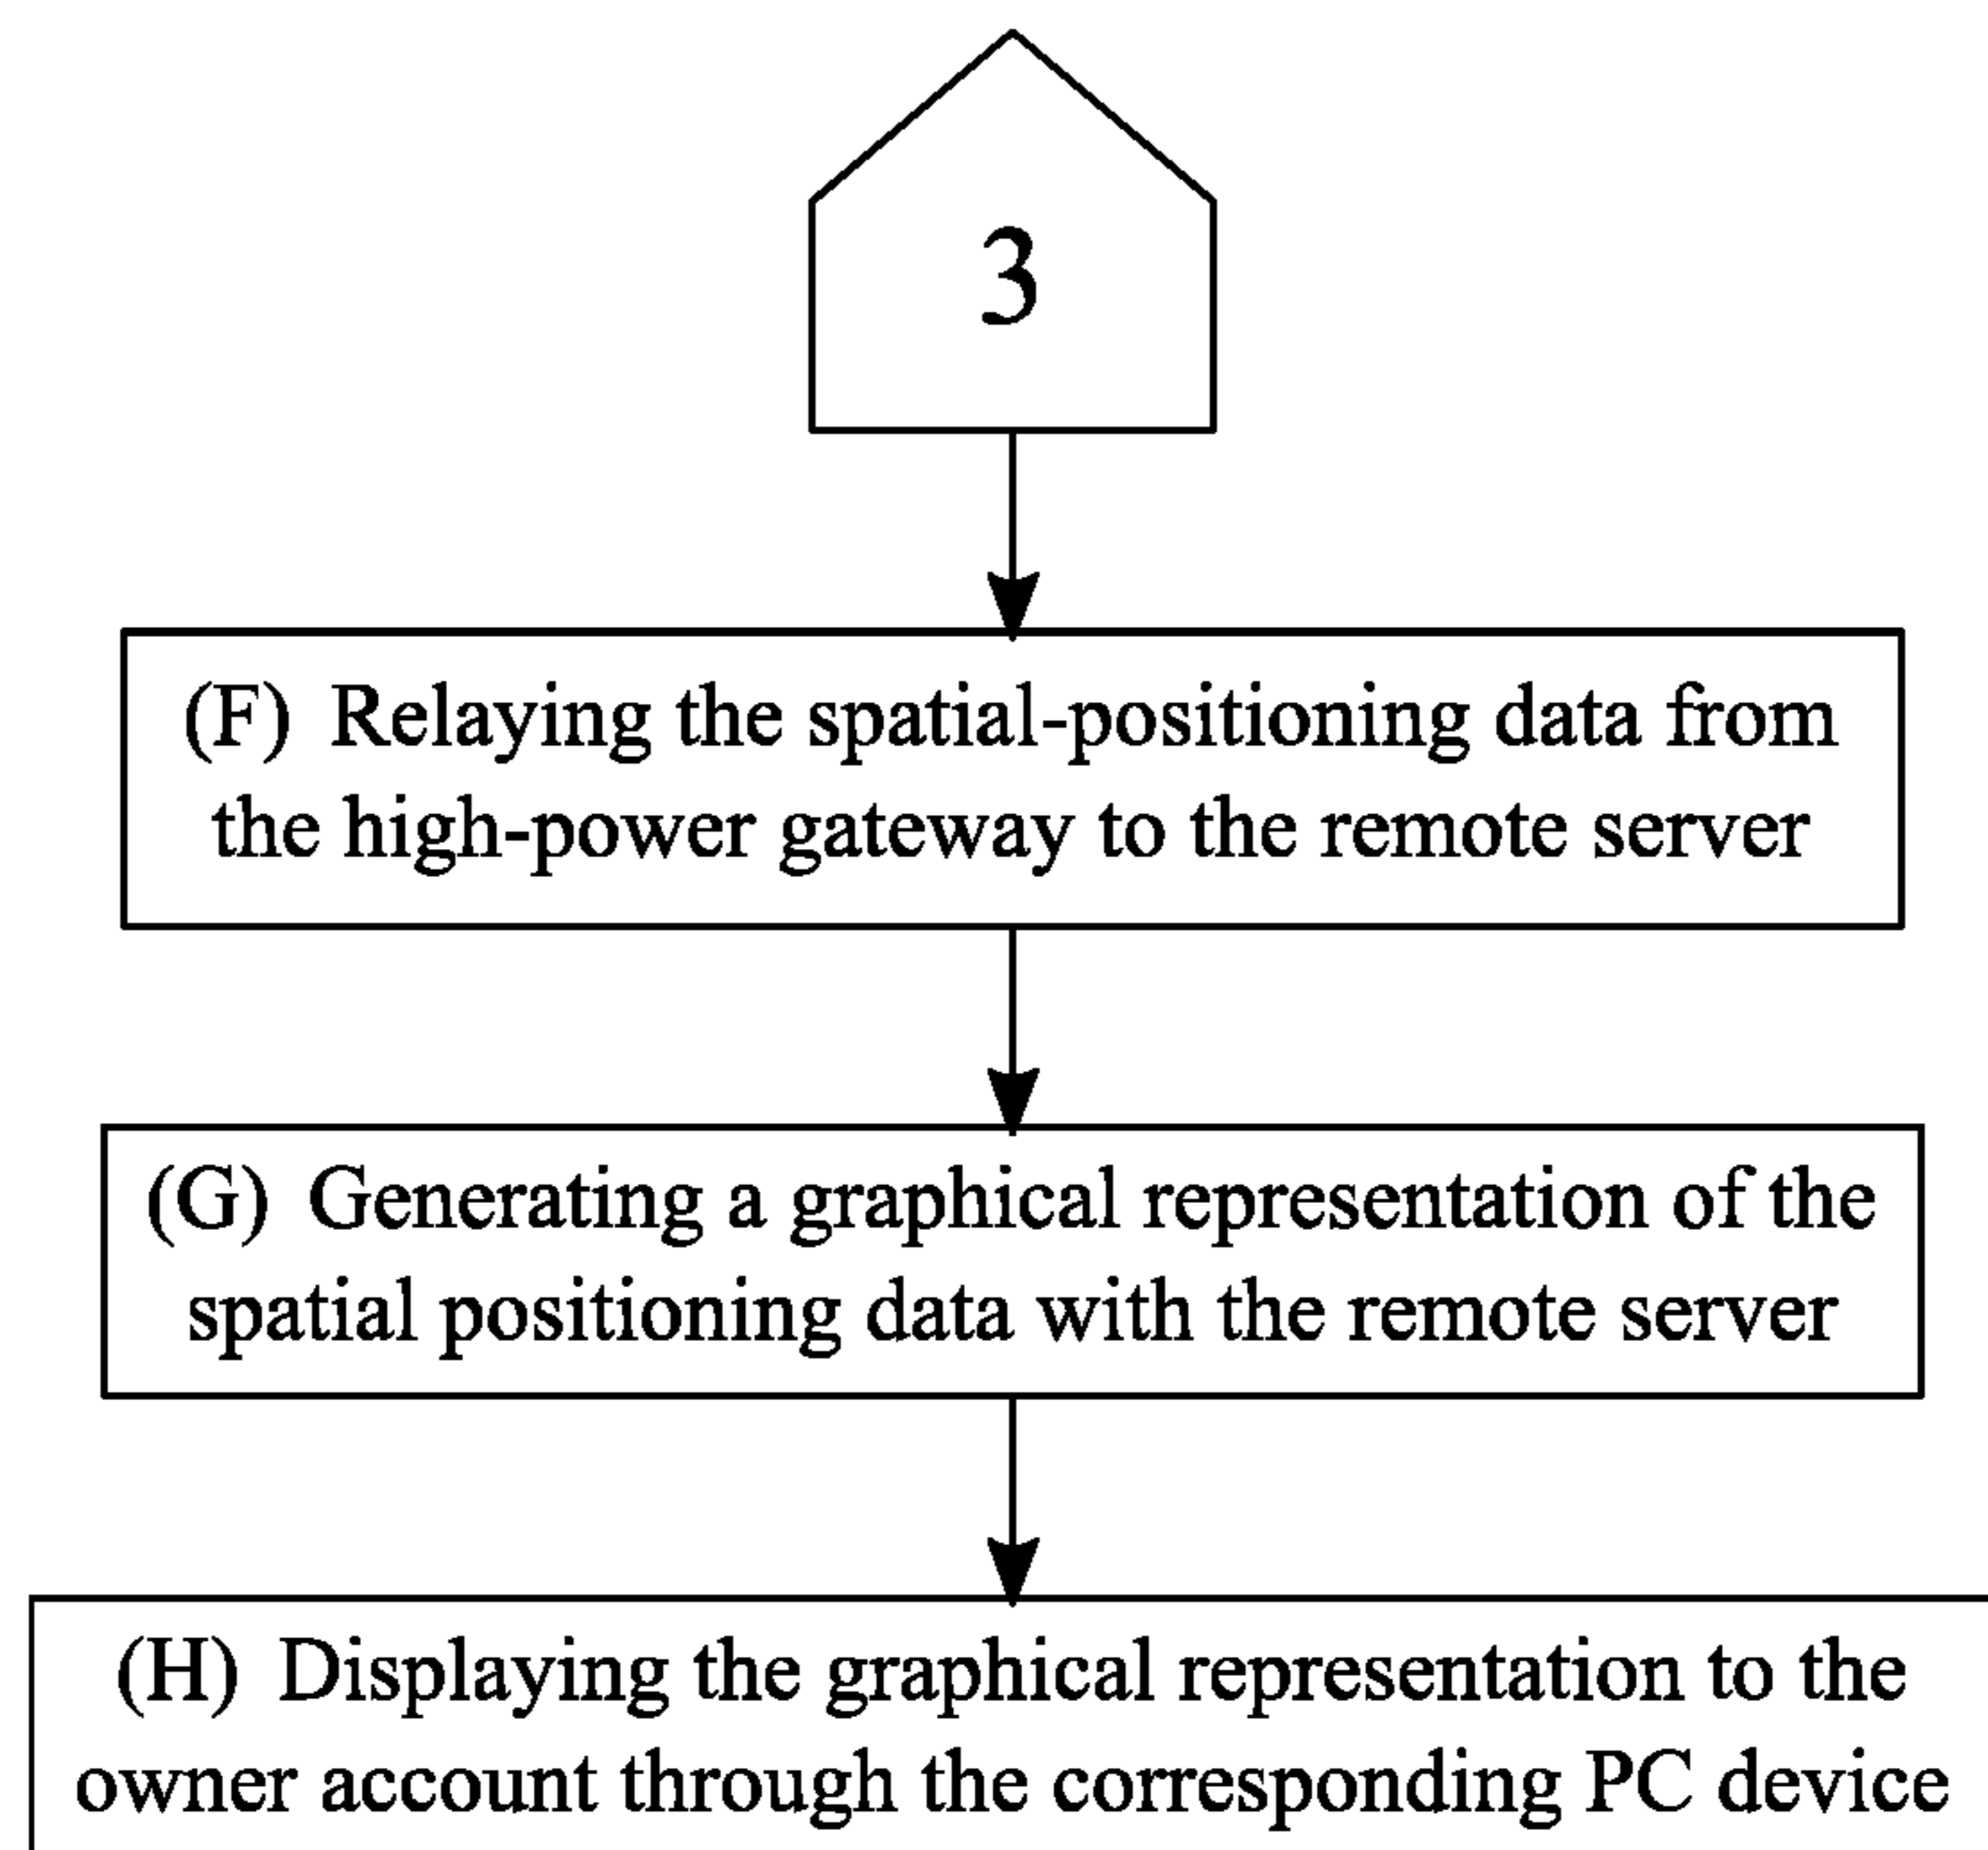 3
(F) Relaying the spatial-positioning data from
the high-power gateway to the remote server
(G) Generating a graphical representation of the
spatial positioning data with the remote server
(H) Displaying the graphical representation to the
owner account through the corresponding PC device